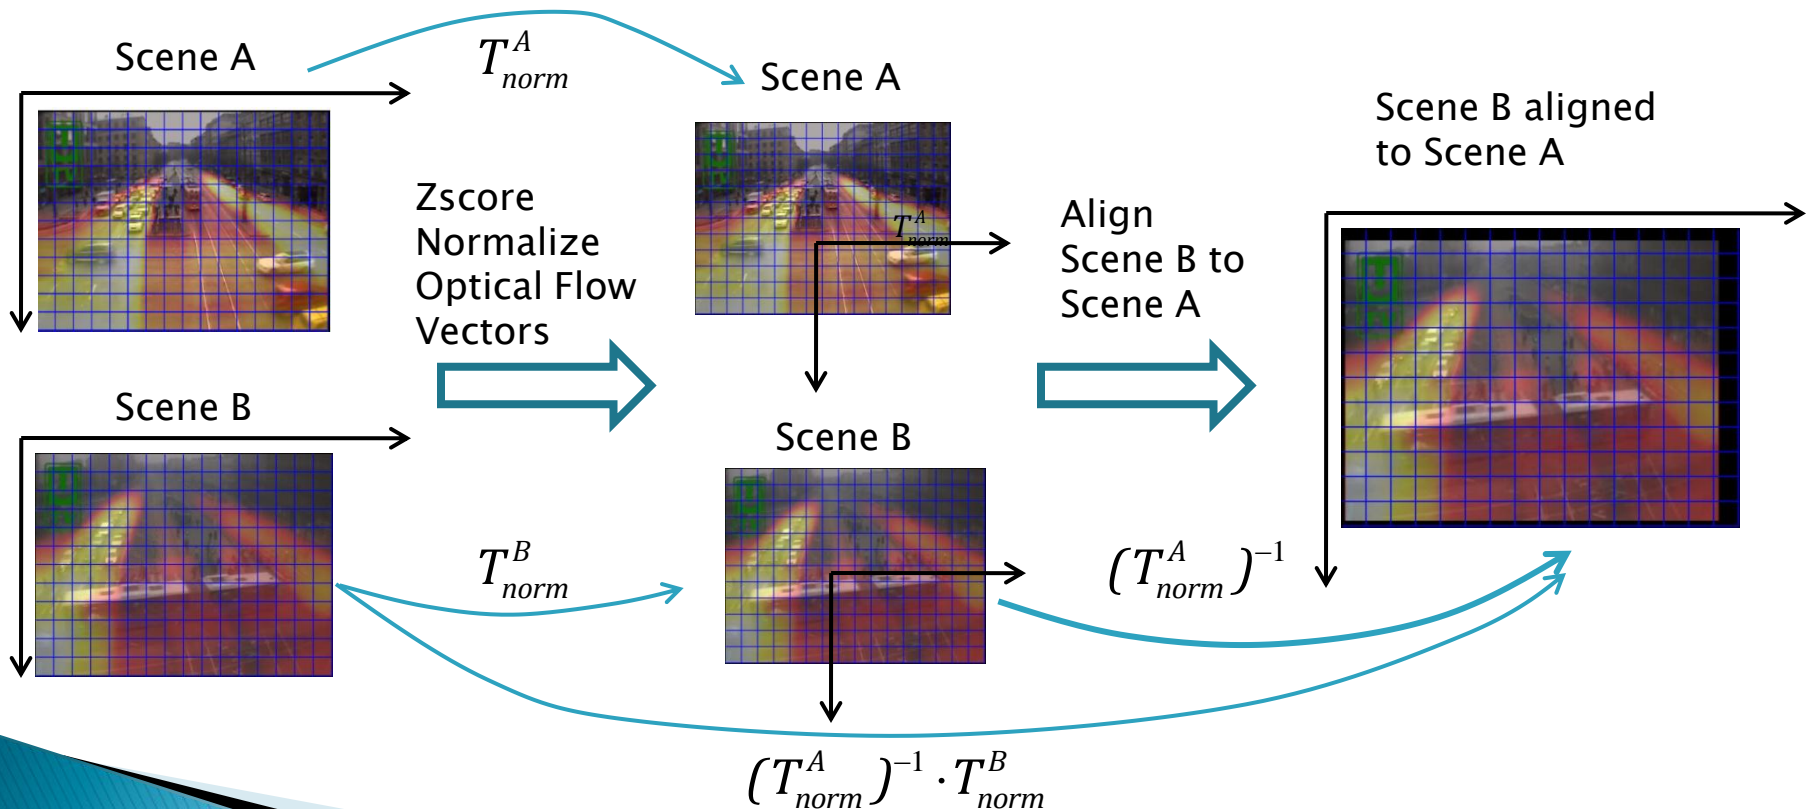 Scene A
T^A_norm
Scene A
Scene B aligned
to Scene A
Zscore
Normalize
Optical Flow
Vectors
T^A_norm
Align
Scene B to
Scene A
Scene B
Scene B
T^B_norm
(T^A_norm)^−1
(T^A_norm)^−1 · T^B_norm